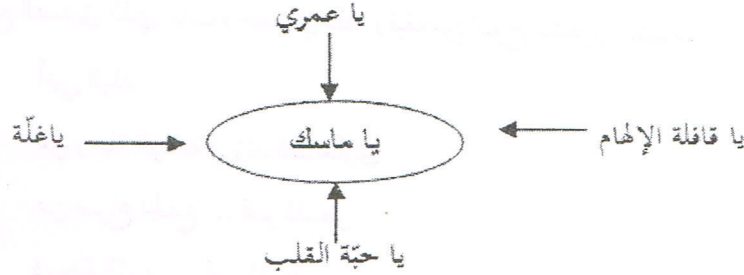 يا عمري
يا قافلة الإلهام
يا ماسك
ياغلّة
يا حبّة القلب